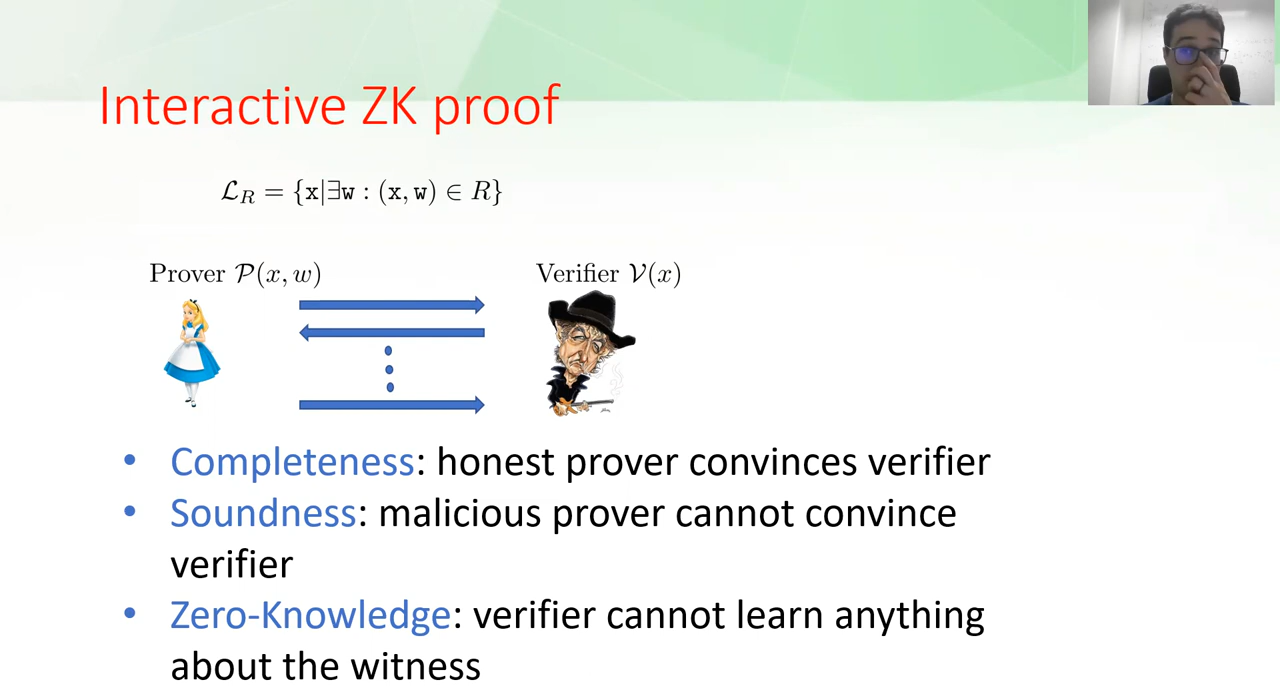 Interactive ZK proof
ℒ_R = {x|∃w : (x, w) ∈ R}
Prover 𝒫(x, w)
Verifier 𝒱(x)
• Completeness: honest prover convinces verifier
• Soundness: malicious prover cannot convince
verifier
• Zero-Knowledge: verifier cannot learn anything
about the witness